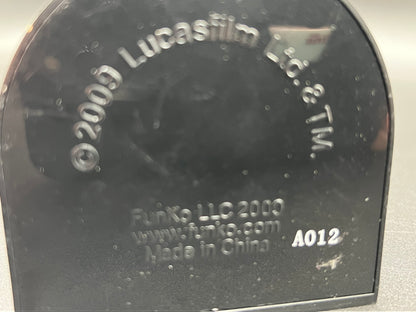 ©2009 Lucasfilm Ltd. & TM.
FunKo LLC 2009
www.funko.com
Made in China
A012